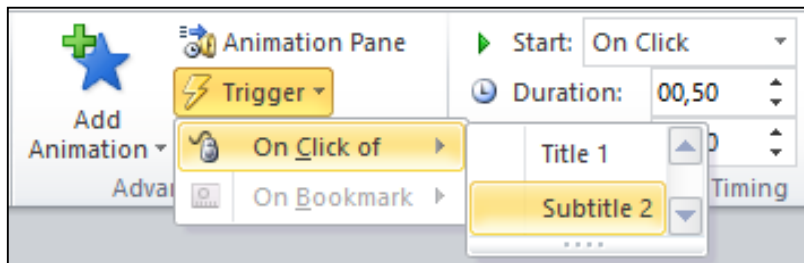 Add
Animation
Animation Pane
Trigger
Start: On Click
Duration: 00,50
On Click of
On Bookmark
Title 1
Subtitle 2
Adva
Timing